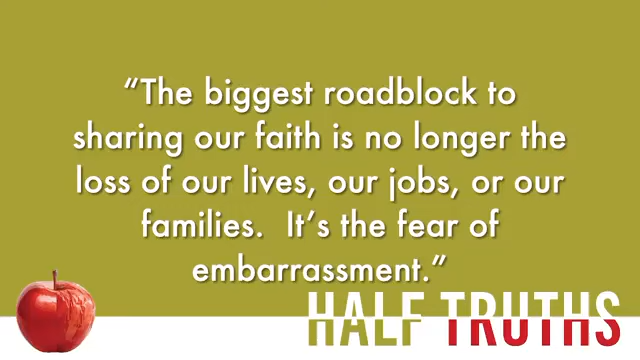 “The biggest roadblock to
sharing our faith is no longer the
loss of our lives, our jobs, or our
families.  It’s the fear of
embarrassment.”
HALF TRUTHS